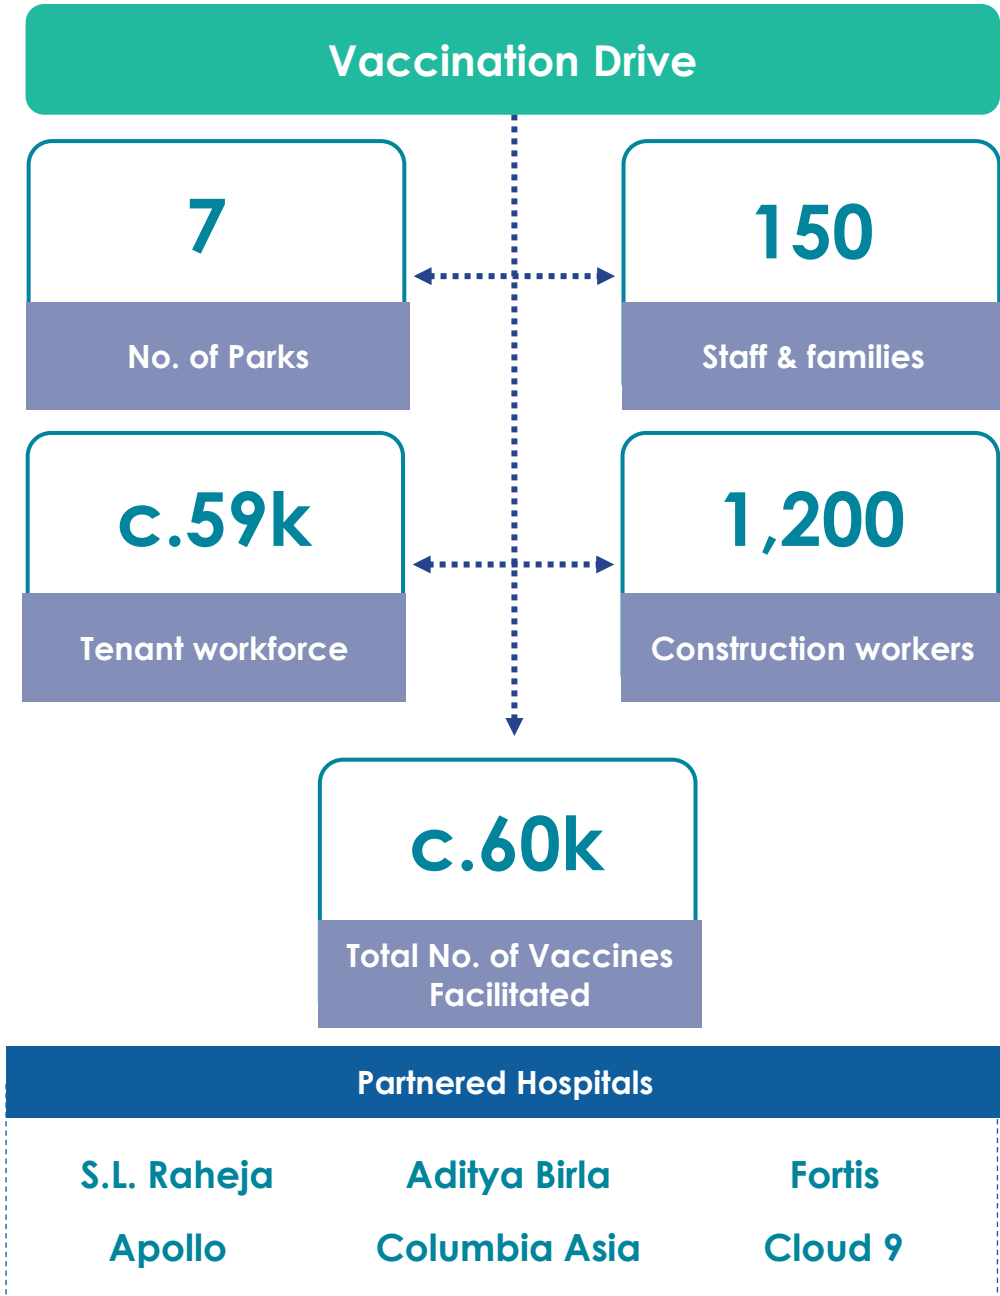 Vaccination Drive
7
150
No. of Parks
Staff & families
c.59k
1,200
Tenant workforce
Construction workers
c.60k
Total No. of Vaccines
Facilitated
Partnered Hospitals
S.L. Raheja
Aditya Birla
Fortis
Apollo
Columbia Asia
Cloud 9